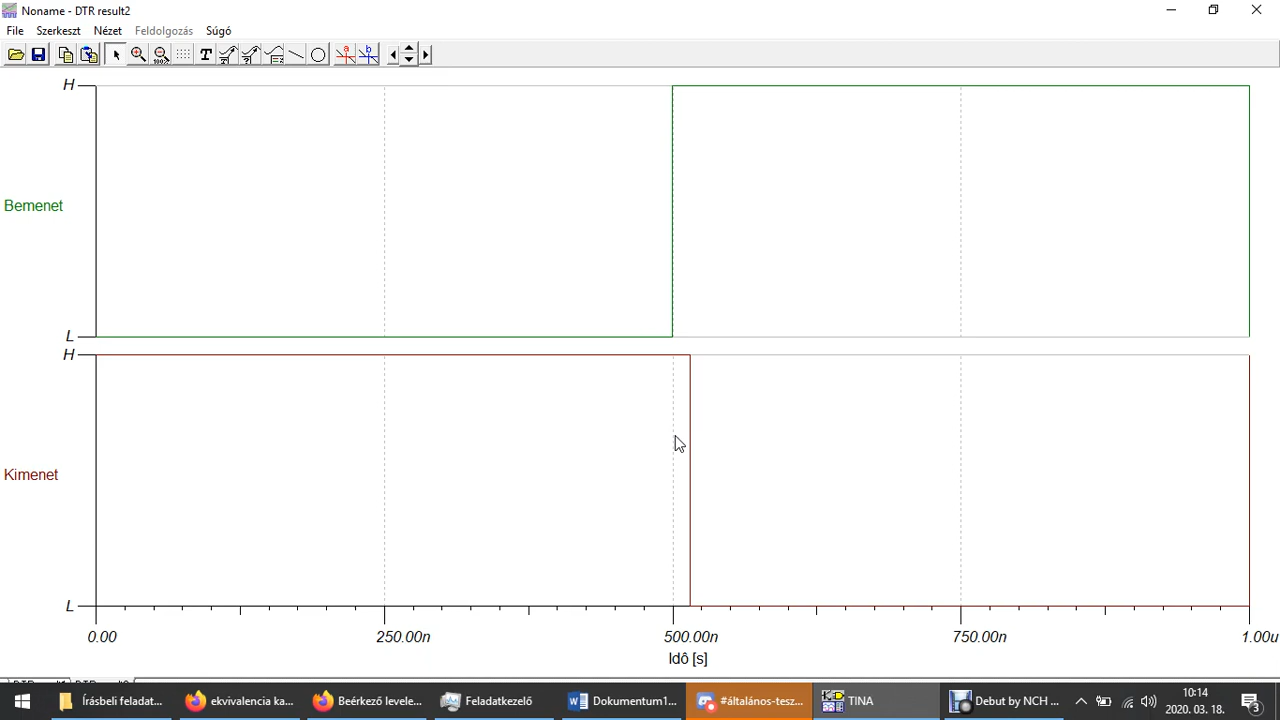 Noname - DTR result2
File Szerkeszt Nézet Feldolgozás Súgó
T 100% a b
H
Bemenet
L
H
Kimenet
L
0.00 250.00n 500.00n 750.00n 1.00u
Idô [s]
Írásbeli feladat... ekvivalencia ka... Beérkező levele... Feladatkezelő Dokumentum1... #általános-tesz... TINA Debut by NCH ... 10:14
2020. 03. 18. 3